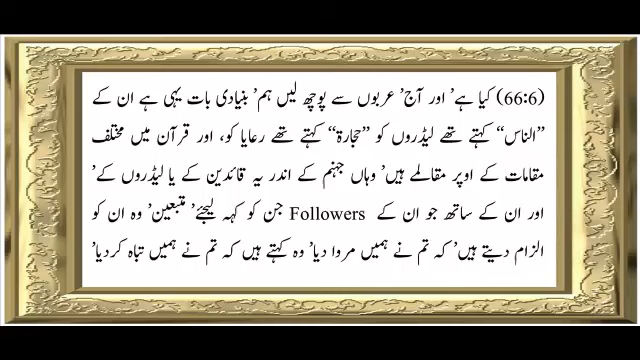 (66:6) کیا ہے’ اور آج’ عربوں سے پوچھ لیں ہم’ بنیادی بات یہی ہے ان کے
’’الناس‘‘ کہتے تھے لیڈروں کو ’’حجارۃ‘‘ کہتے تھے رعایا کو، اور قرآن میں مختلف
مقامات کے اوپر مقالمے ہیں’ وہاں جہنم کے اندر یہ قائدین کے یا لیڈروں کے’
اور ان کے ساتھ جو ان کے Followers جن کو کہہ لیجئے’ متبعین’ وہ ان کو
الزام دیتے ہیں’ کہ تم نے ہمیں مروا دیا’ وہ کہتے ہیں کہ تم نے ہمیں تباہ کردیا’